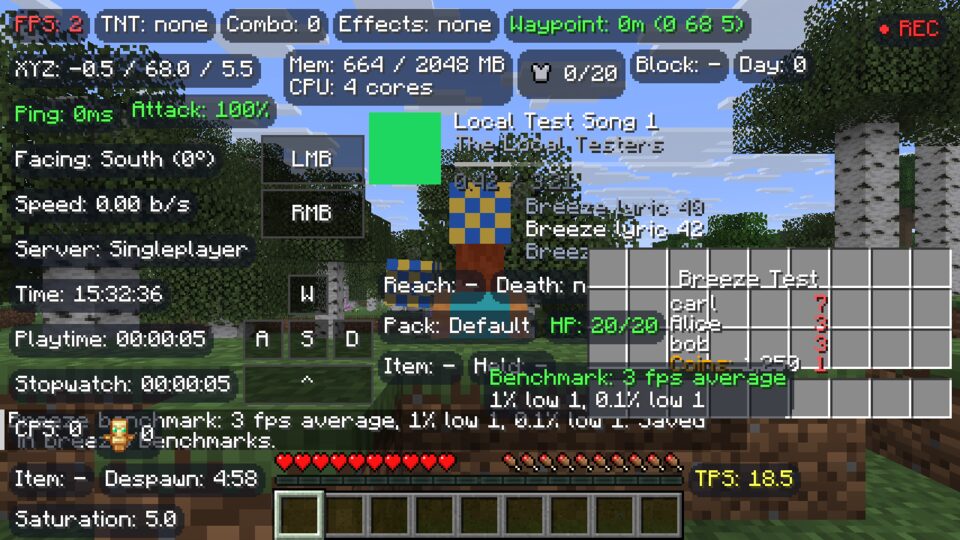 FPS: 2 TNT: none Combo: 0 Effects: none Waypoint: 0m (0 68 5) REC
XYZ: -0.5 / 68.0 / 5.5 Mem: 664 / 2048 MB 0/20 Block: - Day: 0
CPU: 4 cores
Ping: 0ms Attack: 100%
Local Test Song 1
The Local Testers
Facing: South (0°) LMB
Speed: 0.00 b/s RMB
Breeze lyric
Breeze lyric 42
Breeze
Server: Singleplayer
Breeze Test
Time: 15:32:36 W Reach: - Death: n
carl 7
Alice 3
bob 3
Coins: 1,250 1
Pack: Default HP: 20/20
Playtime: 00:00:05 A S D
Item: - Held: -
Stopwatch: 00:00:05 ^
Benchmark: 3 fps average
1% low 1, 0.1% low 1
Breeze benchmark: 3 fps average, 1% low 1, 0.1% low 1. Saved
in breeze benchmarks.
CPS: 0 0
Item: - Despawn: 4:58 TPS: 18.5
Saturation: 5.0